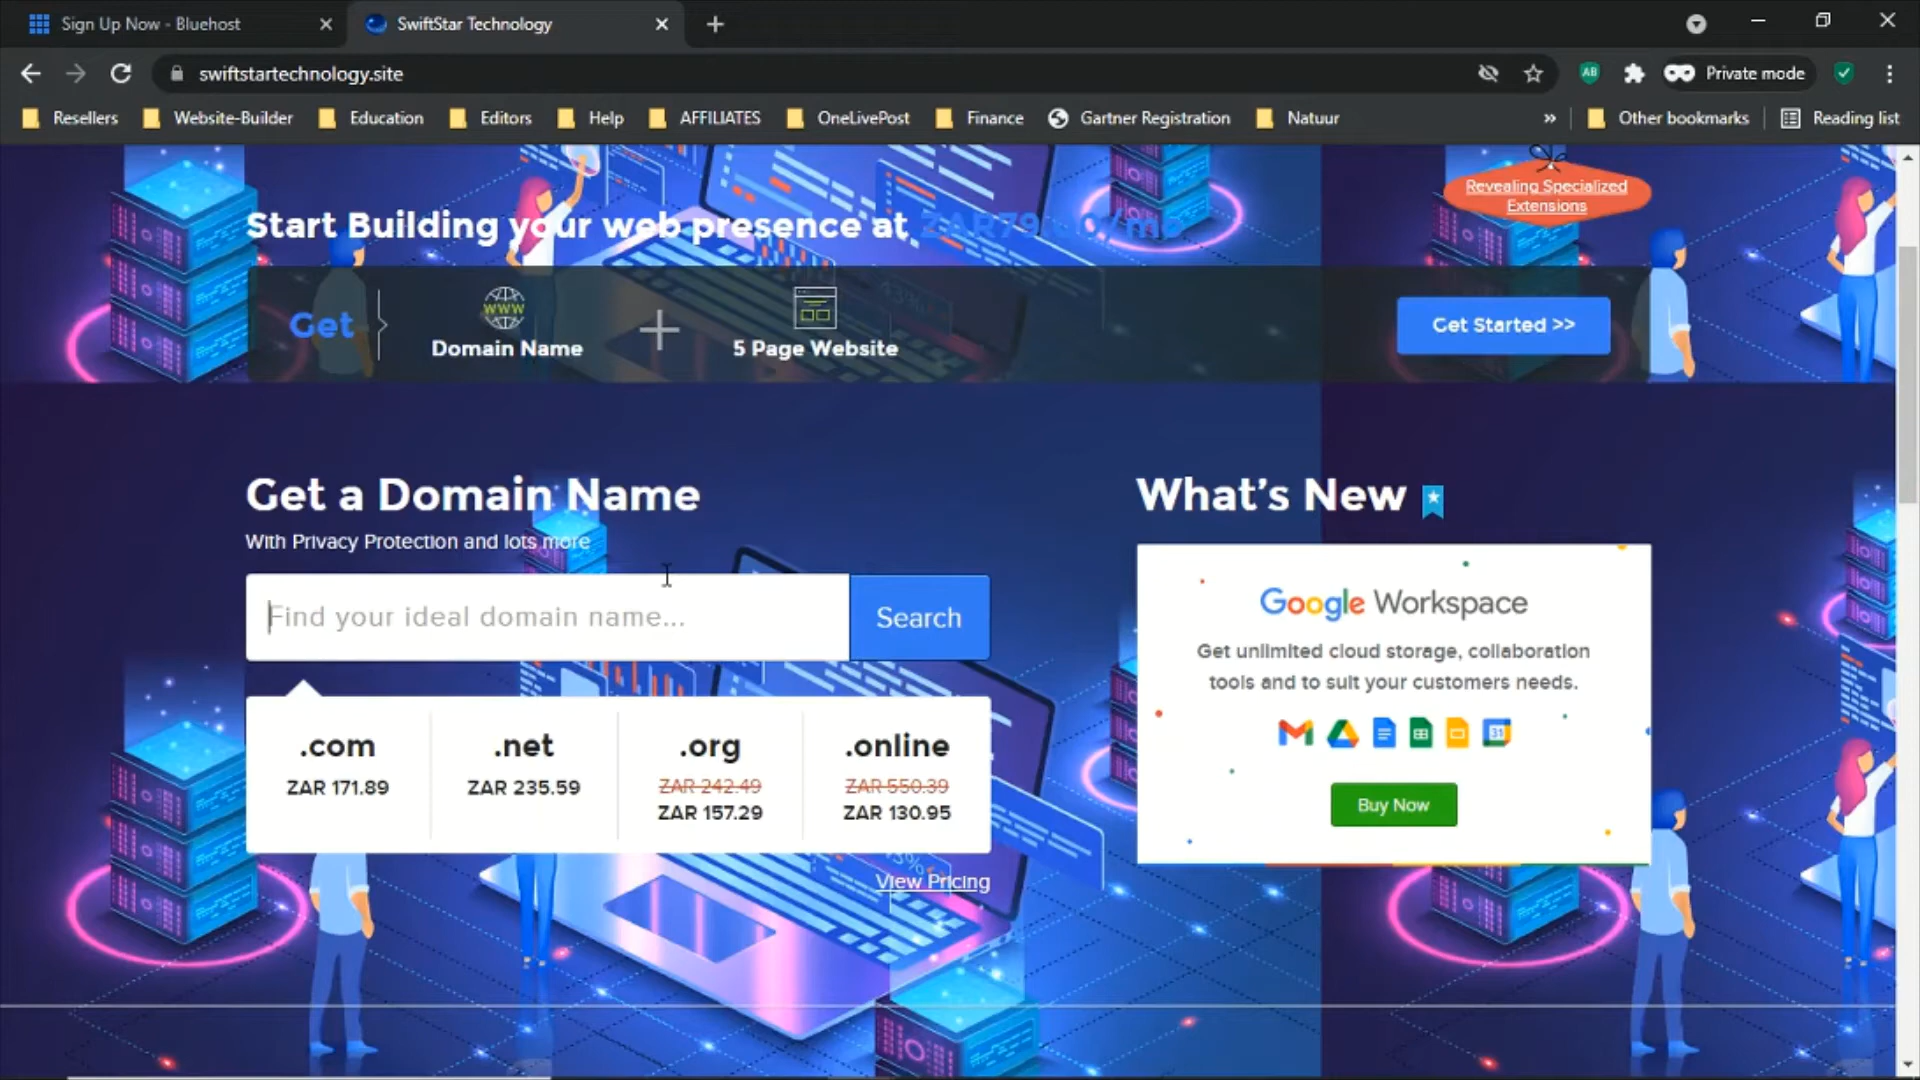 Sign Up Now - Bluehost
SwiftStar Technology
swiftstartechnology.site
AB
Private mode
Resellers
Website-Builder
Education
Editors
Help
AFFILIATES
OneLivePost
Finance
Gartner Registration
Natuur
»
Other bookmarks
Reading list
Revealing Specialized
Extensions
Start Building your web presence at
Get
WWW
Domain Name
5 Page Website
Get Started >>
Get a Domain Name
With Privacy Protection and lots more
Find your ideal domain name...
Search
.com
ZAR 171.89
.net
ZAR 235.59
.org
ZAR 242.49
ZAR 157.29
.online
ZAR 550.39
ZAR 130.95
View Pricing
What's New
Google Workspace
Get unlimited cloud storage, collaboration
tools and to suit your customers needs.
31
Buy Now